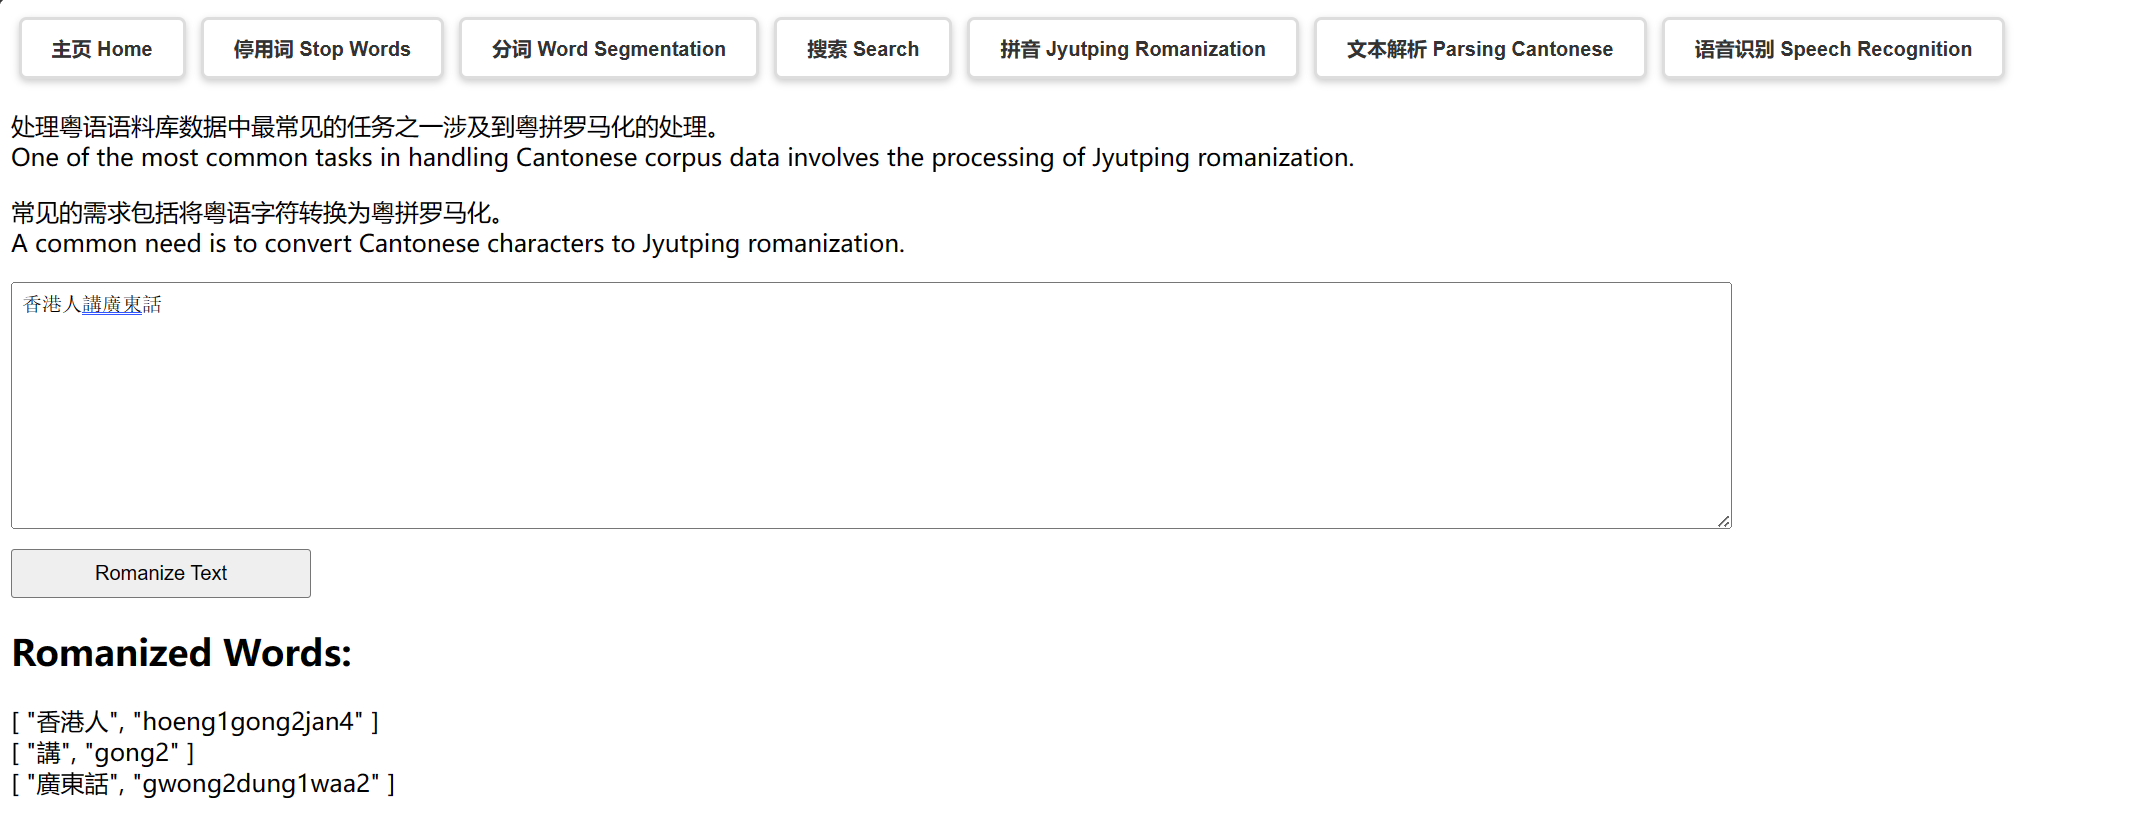 主页 Home 停用词 Stop Words 分词 Word Segmentation 搜索 Search 拼音 Jyutping Romanization 文本解析 Parsing Cantonese 语音识别 Speech Recognition
处理粤语语料库数据中最常见的任务之一涉及到粤拼罗马化的处理。
One of the most common tasks in handling Cantonese corpus data involves the processing of Jyutping romanization.
常见的需求包括将粤语字符转换为粤拼罗马化。
A common need is to convert Cantonese characters to Jyutping romanization.
香港人講廣東話
Romanize Text
Romanized Words:
[ "香港人", "hoeng1gong2jan4" ]
[ "講", "gong2" ]
[ "廣東話", "gwong2dung1waa2" ]